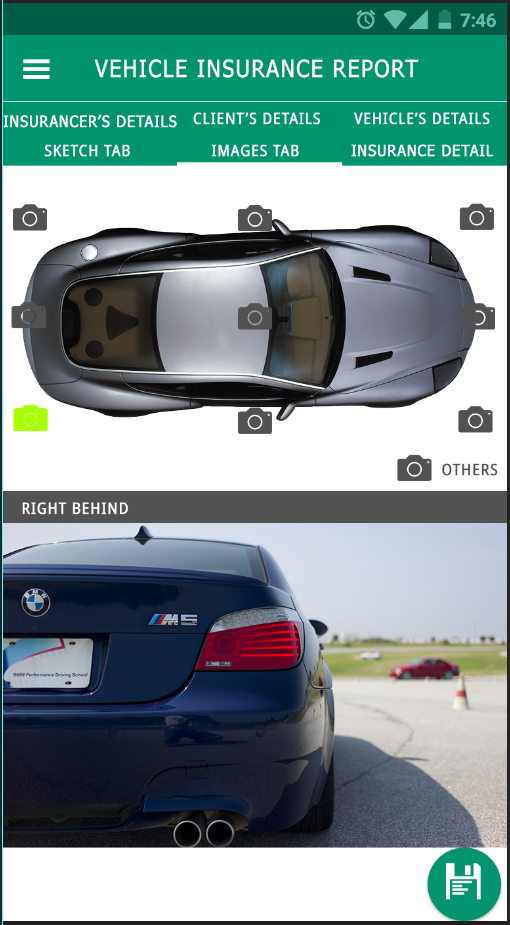 7:46
VEHICLE INSURANCE REPORT
INSURANCER'S DETAILS CLIENT'S DETAILS VEHICLE'S DETAILS
SKETCH TAB IMAGES TAB INSURANCE DETAIL
OTHERS
RIGHT BEHIND
BMW
M5
BMW Performance Driving School